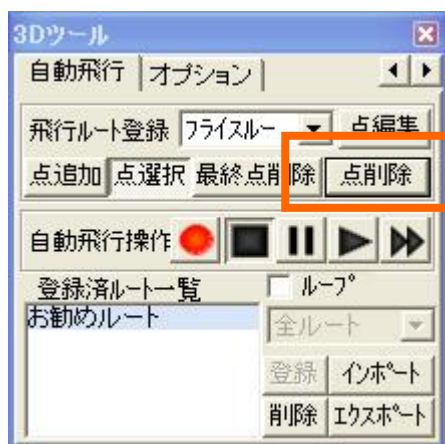 3Dツール
自動飛行 オプション
飛行ルート登録 フライスルー 点編集
点追加 点選択 最終点削除 点削除
自動飛行操作
登録済ルート一覧 ループ
お勧めルート 全ルート
登録 インポート
削除 エクスポート